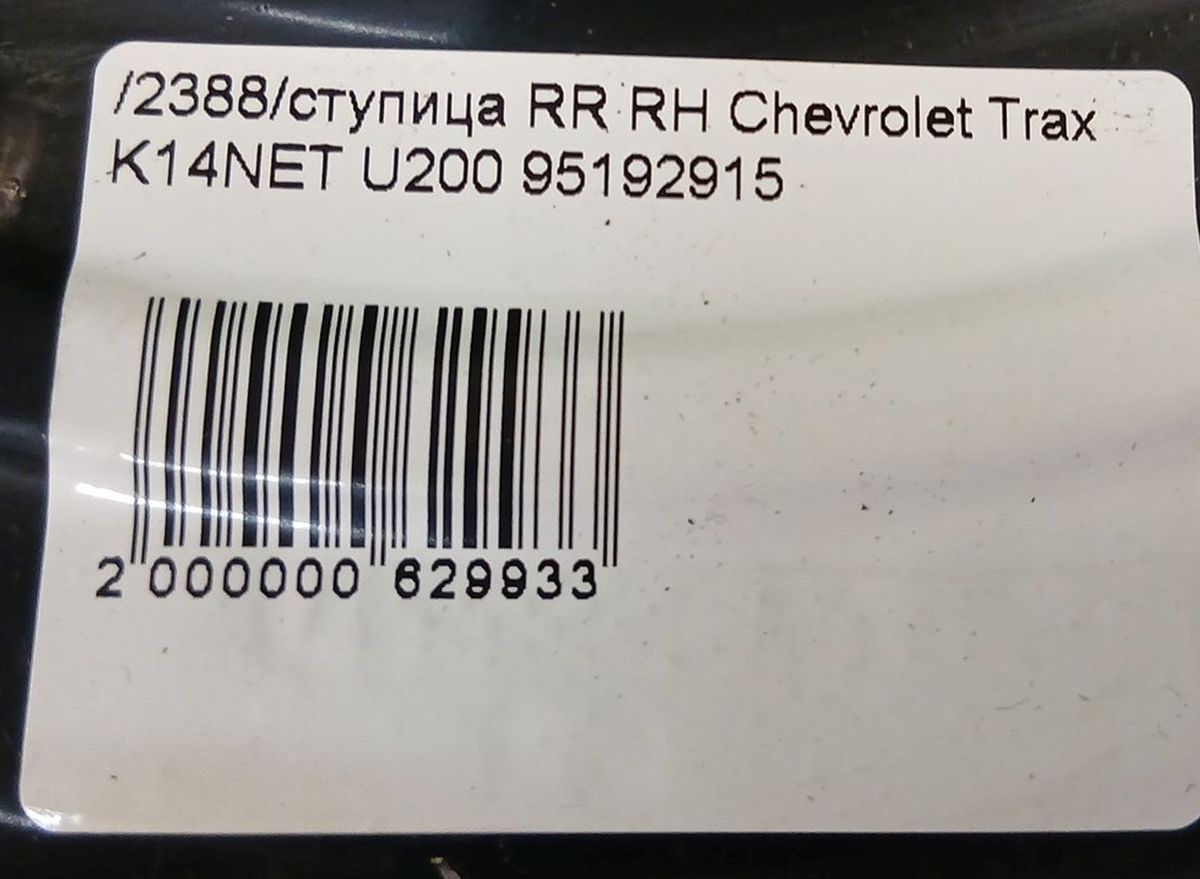 /2388/ступица RR RH Chevrolet Trax
K14NET U200 95192915
2 000000 629933